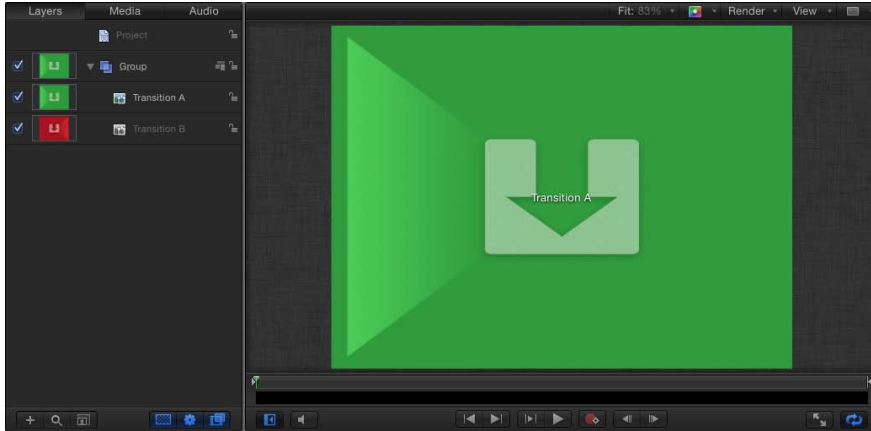 Layers Media Audio
Fit: 83% Render View
Project
Group
Transition A
Transition B
Transition A